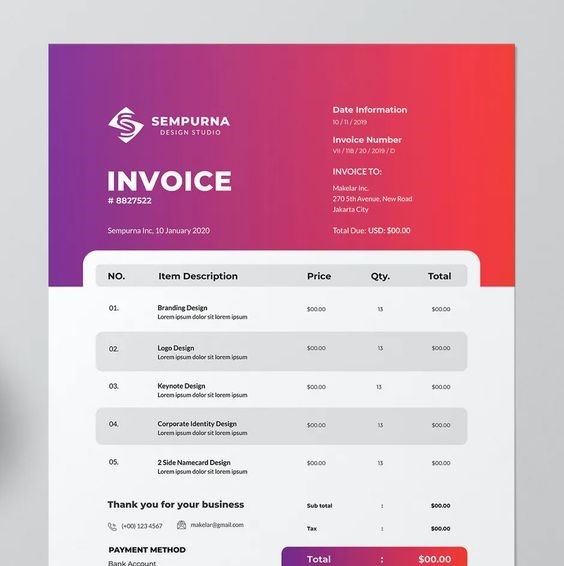 SEMPURNA
DESIGN STUDIO
INVOICE
# 8827522
Sempurna Inc, 10 January 2020
Date Information
10 / 11 / 2019
Invoice Number
VII / 11B / 20 / 2019 / D
INVOICE TO:
Makelar Inc.
270 5th Avenue, New Road
Jakarta City
Total Due: USD: $00.00
NO. Item Description Price Qty. Total
01. Branding Design $00.00 13 $00.00
Lorem ipsum dolor sit lorem ipsum
02. Logo Design $00.00 13 $00.00
Lorem ipsum dolor sit lorem ipsum
03. Keynote Design $00.00 13 $00.00
Lorem ipsum dolor sit lorem ipsum
04. Corporate Identity Design $00.00 13 $00.00
Lorem ipsum dolor sit lorem ipsum
05. 2 Side Namecard Design $00.00 13 $00.00
Lorem ipsum dolor sit lorem ipsum
Thank you for your business
(+00) 123 4567 makelar@gmail.com
Sub total : $00.00
Tax : $00.00
PAYMENT METHOD
Bank Account
Total : $00.00